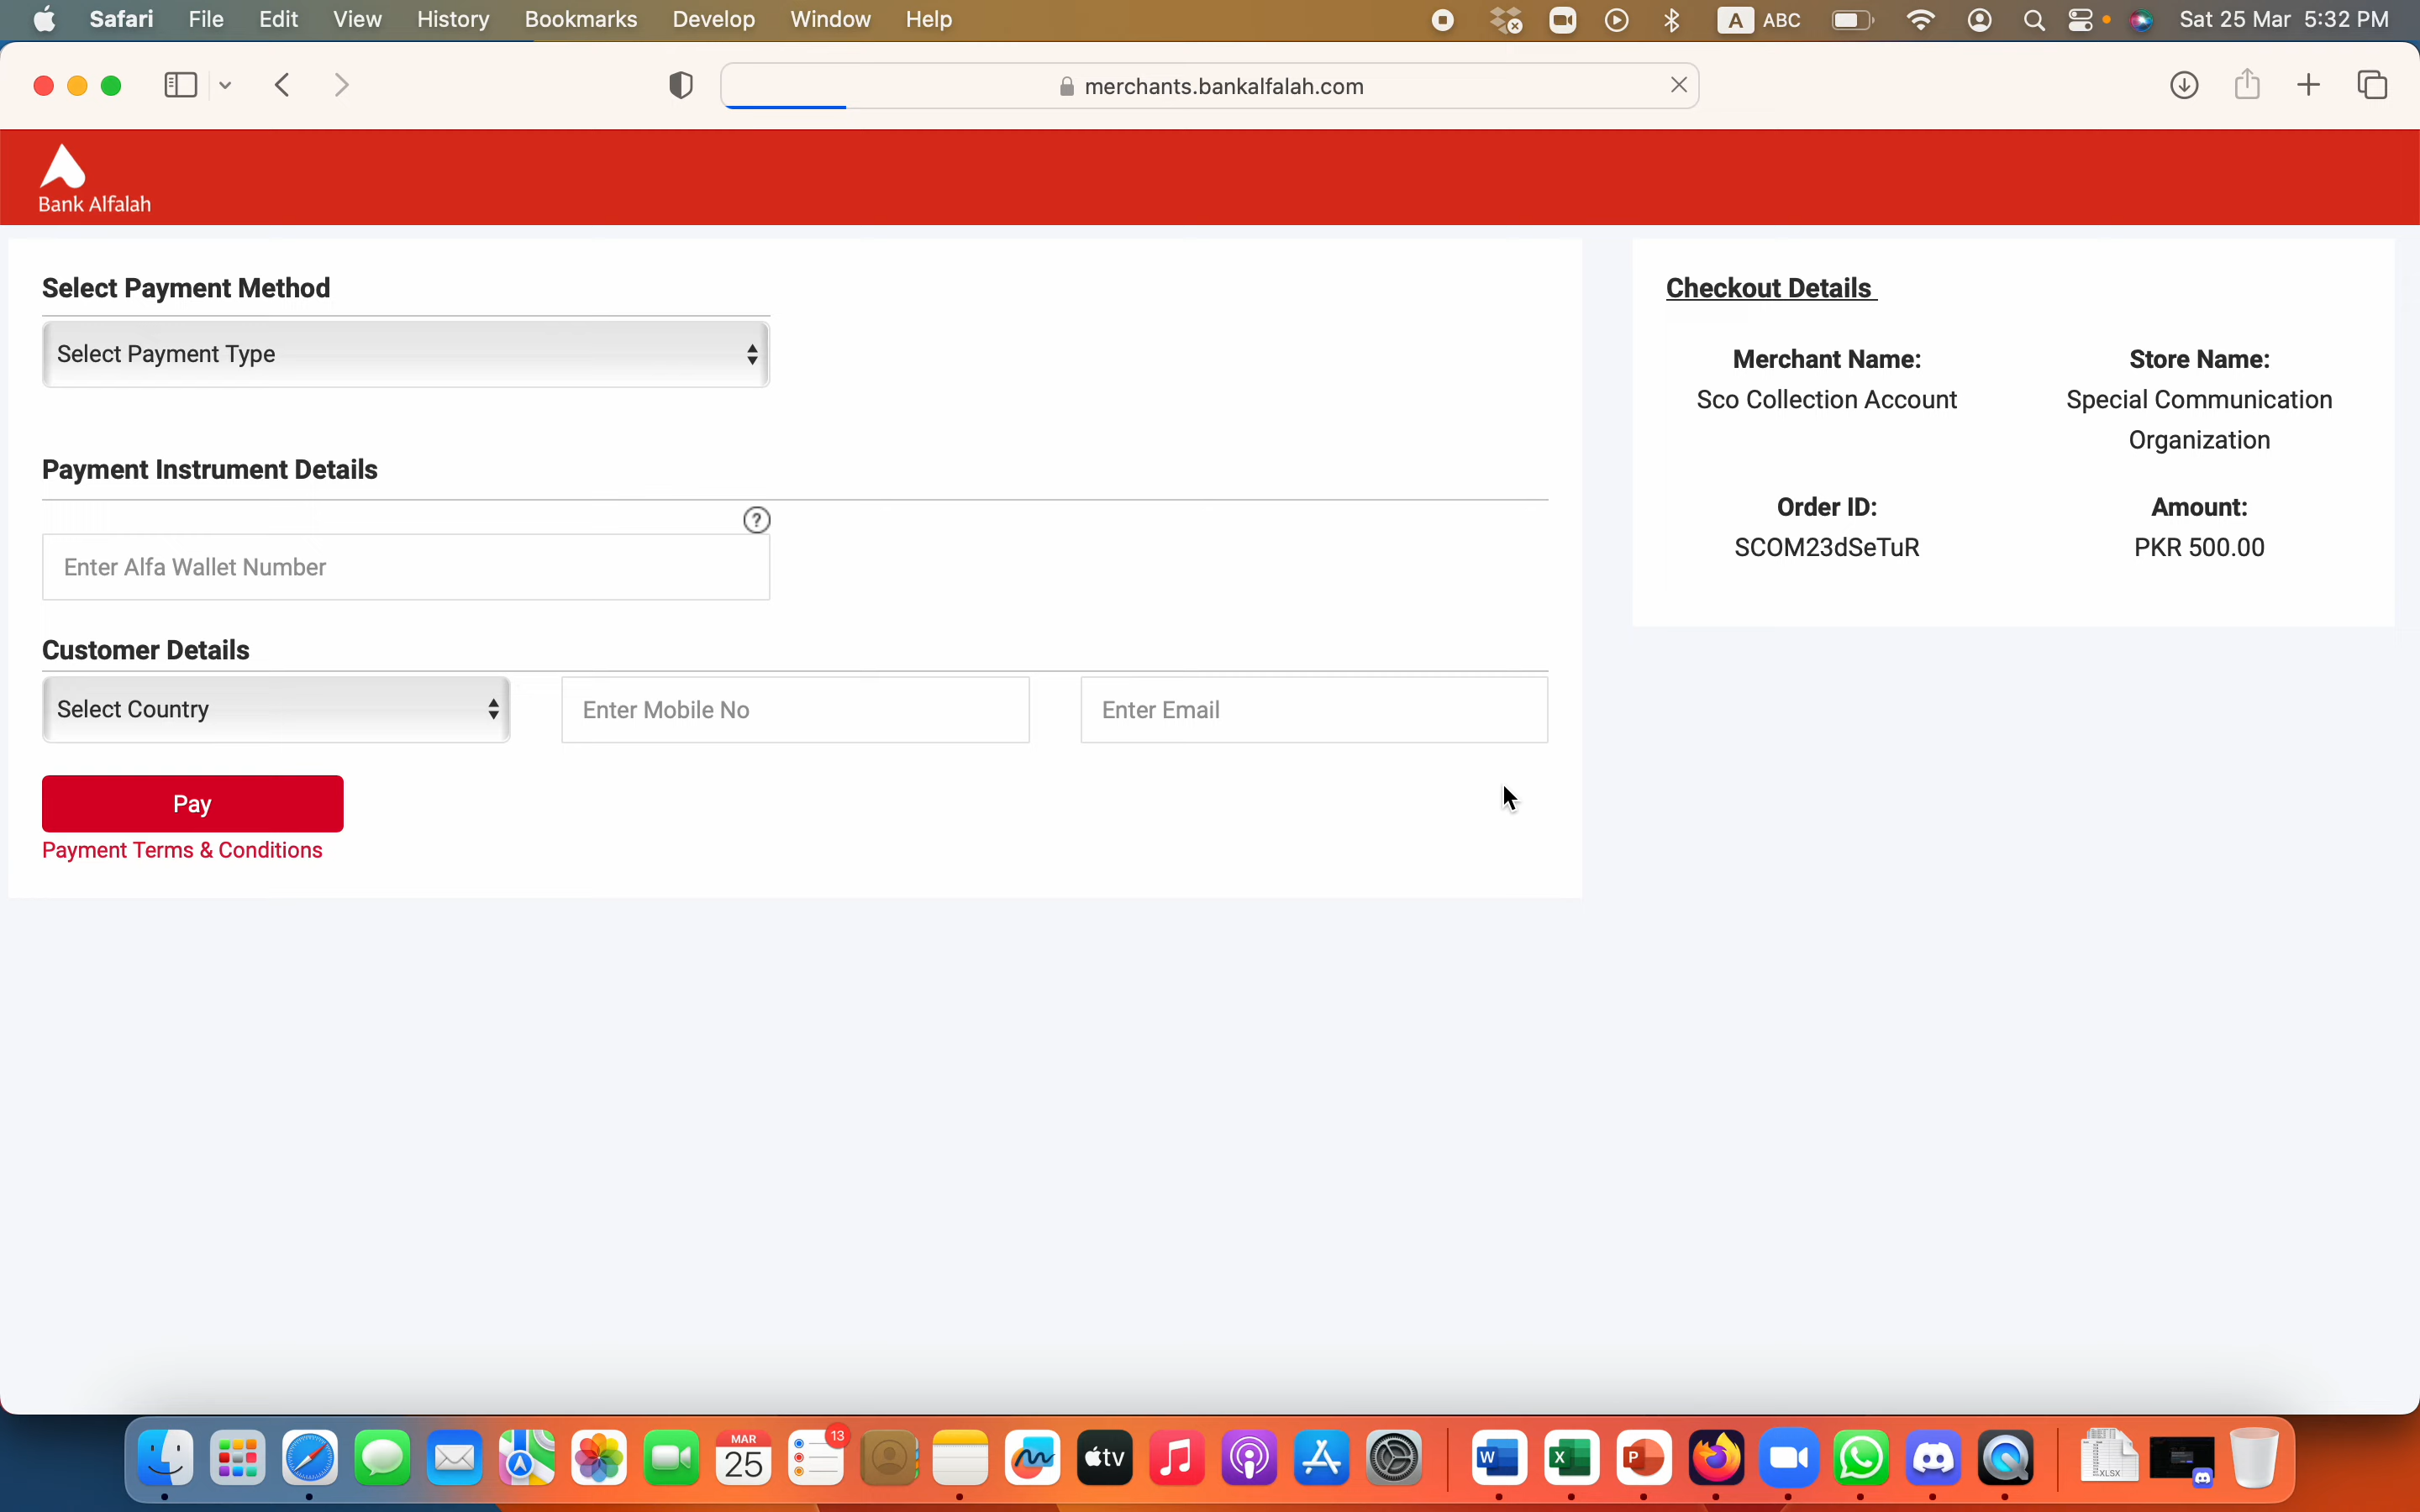 Safari File Edit View History Bookmarks Develop Window Help A ABC Sat 25 Mar 5:32 PM
merchants.bankalfalah.com
Bank Alfalah
Select Payment Method
Select Payment Type
Payment Instrument Details
?
Enter Alfa Wallet Number
Customer Details
Select Country Enter Mobile No Enter Email
Pay
Payment Terms & Conditions
Checkout Details
Merchant Name:
Sco Collection Account
Store Name:
Special Communication
Organization
Order ID:
SCOM23dSeTuR
Amount:
PKR 500.00
MAR
25
13
tv
W
X
P
XLSX